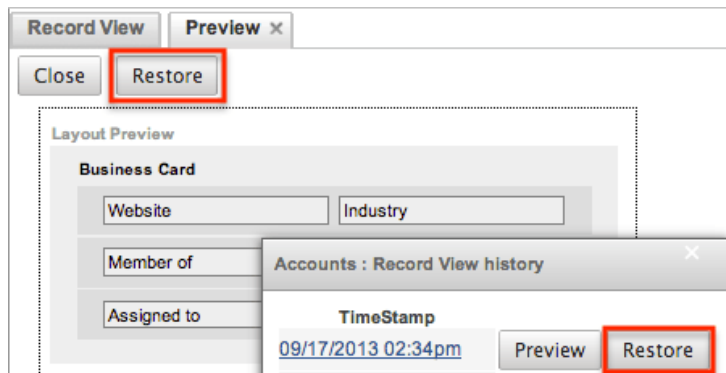 Record View Preview ×
Close Restore
Layout Preview
Business Card
Website Industry
Member of
Assigned to
Accounts : Record View history ×
TimeStamp
09/17/2013 02:34pm Preview Restore